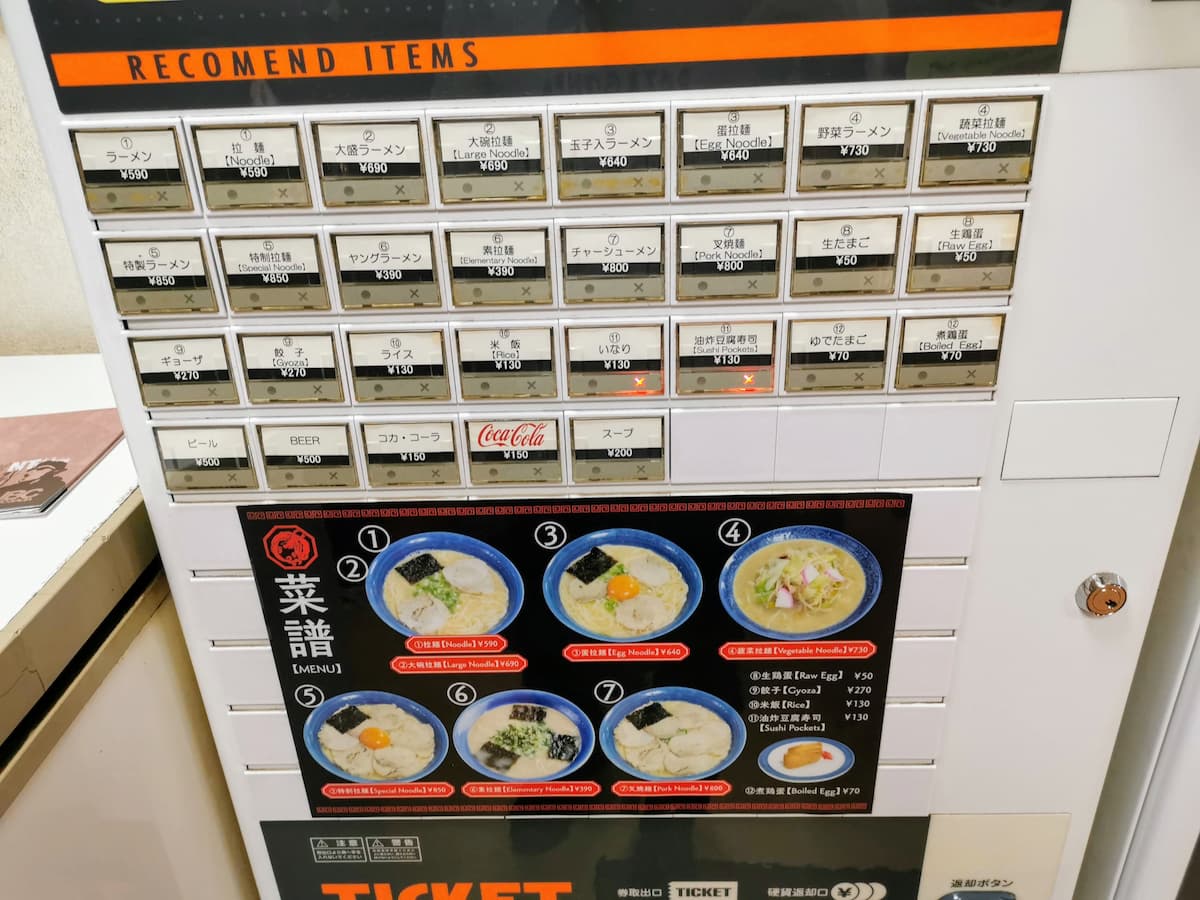 RECOMEND ITEMS
①
ラーメン
¥590
①
拉 麺
【Noodle】
¥590
②
大盛ラーメン
¥690
②
大碗拉麺
【Large Noodle】
¥690
③
玉子入ラーメン
¥640
③
蛋拉麺
【Egg Noodle】
¥640
④
野菜ラーメン
¥730
④
蔬菜拉麺
【Vegetable Noodle】
¥730
⑤
特製ラーメン
¥850
⑤
特制拉麺
【Special Noodle】
¥850
⑥
ヤングラーメン
¥390
⑥
素拉麺
【Elementary Noodle】
¥390
⑦
チャーシューメン
¥800
⑦
叉焼麺
【Pork Noodle】
¥800
⑧
生たまご
¥50
⑧
生鶏蛋
【Raw Egg】
¥50
⑨
ギョーザ
¥270
⑨
餃 子
【Gyoza】
¥270
⑩
ライス
¥130
⑩
米 飯
【Rice】
¥130
⑪
いなり
¥130
⑪
油炸豆腐寿司
【Sushi Pockets】
¥130
⑫
ゆでたまご
¥70
⑫
煮鶏蛋
【Boiled Egg】
¥70
ビール
¥500
BEER
¥500
コカ・コーラ
¥150
Coca-Cola
¥150
スープ
¥200
菜譜
【MENU】
①
②
①拉麺【Noodle】¥590
②大碗拉麺【Large Noodle】¥690
③
③蛋拉麺【Egg Noodle】¥640
④
④蔬菜拉麺【Vegetable Noodle】¥730
⑤
⑤特制拉麺【Special Noodle】¥850
⑥
⑥素拉麺【Elementary Noodle】¥390
⑦
⑦叉焼麺【Pork Noodle】¥800
⑧生鶏蛋【Raw Egg】 ¥50
⑨餃子【Gyoza】 ¥270
⑩米飯【Rice】 ¥130
⑪油炸豆腐寿司 ¥130
【Sushi Pockets】
⑫煮鶏蛋【Boiled Egg】¥70
注意
警告
TICKET
券取出口 TICKET
硬貨返却口 ¥
返却ボタン